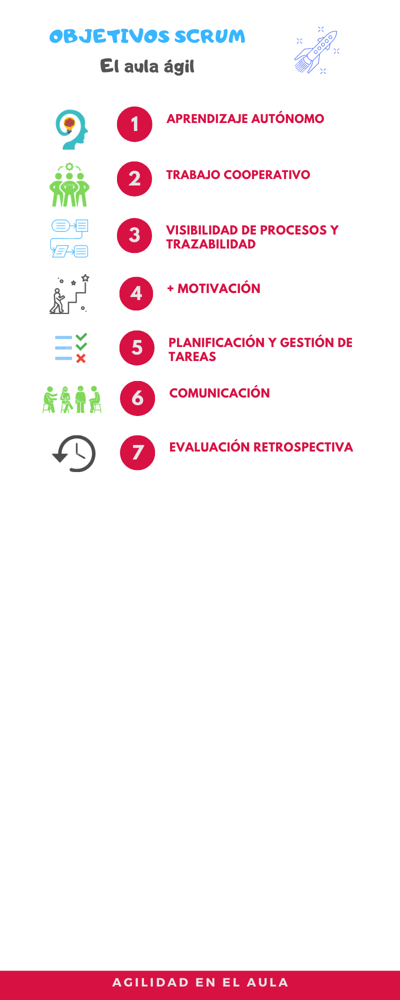 OBJETIVOS SCRUM
El aula ágil
1
APRENDIZAJE AUTÓNOMO
2
TRABAJO COOPERATIVO
3
VISIBILIDAD DE PROCESOS Y
TRAZABILIDAD
4
+ MOTIVACIÓN
5
PLANIFICACIÓN Y GESTIÓN DE
TAREAS
6
COMUNICACIÓN
7
EVALUACIÓN RETROSPECTIVA
AGILIDAD EN EL AULA